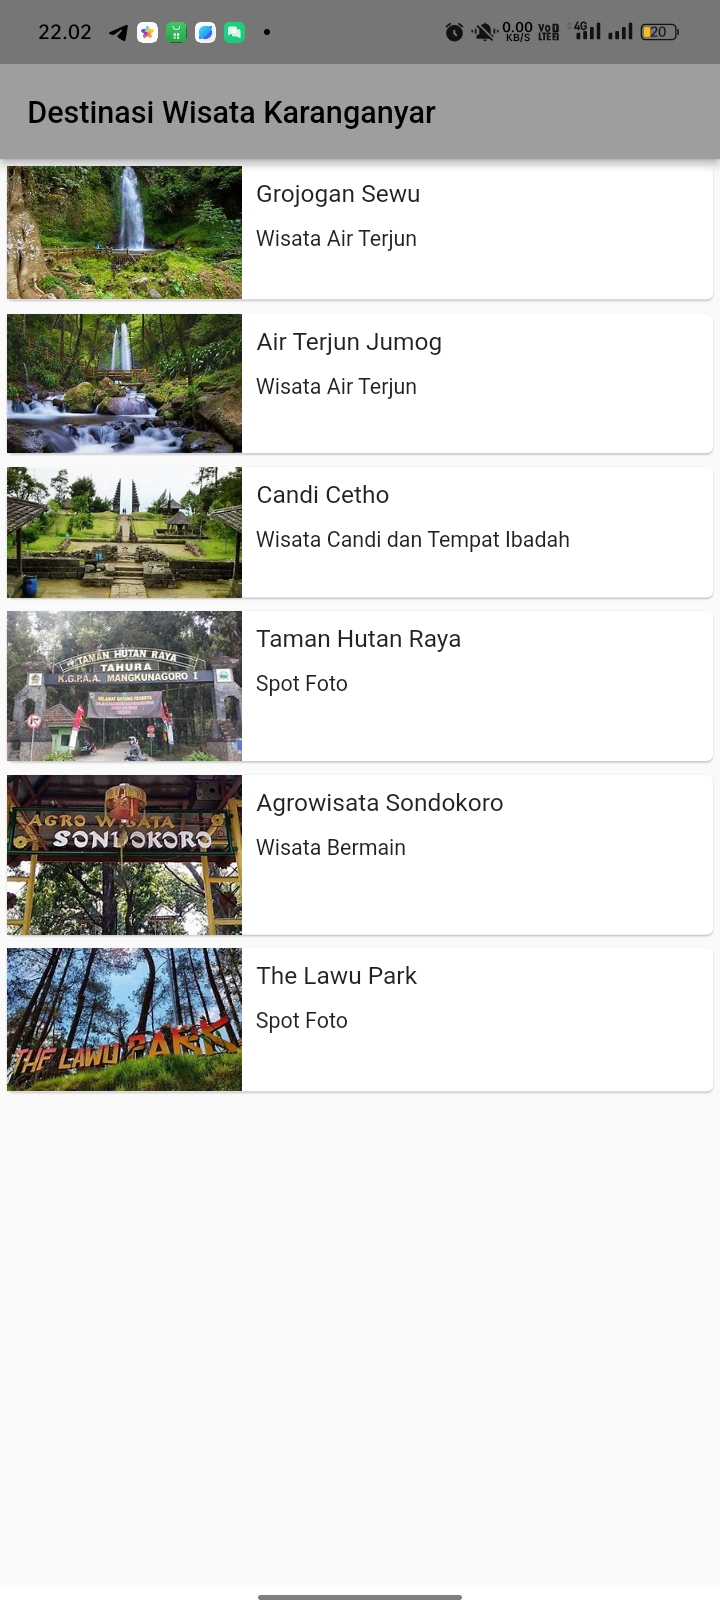 22.02
0.00
KB/S
4G
20
Destinasi Wisata Karanganyar
Grojogan Sewu
Wisata Air Terjun
Air Terjun Jumog
Wisata Air Terjun
Candi Cetho
Wisata Candi dan Tempat Ibadah
TAMAN HUTAN RAYA
TAHURA
K.G.P.A.A. MANGKUNAGORO I
Taman Hutan Raya
Spot Foto
AGRO WISATA
SONDOKORO
Agrowisata Sondokoro
Wisata Bermain
THE LAWU PARK
The Lawu Park
Spot Foto